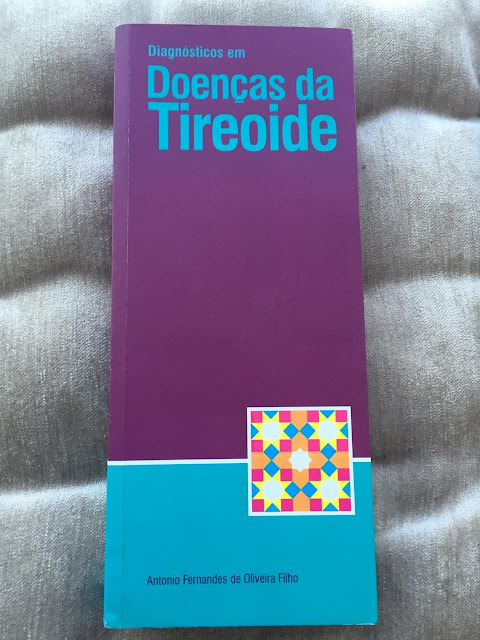 Diagnósticos em
Doenças da
Tireoide
Antonio Fernandes de Oliveira Filho